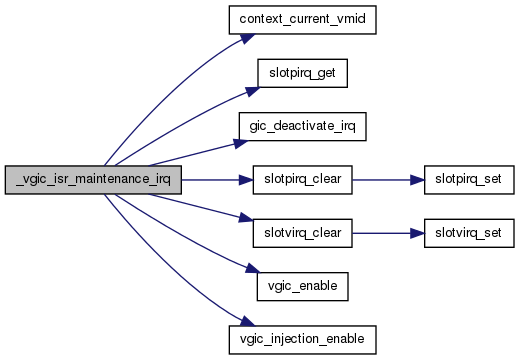 context_current_vmid
slotpirq_get
gic_deactivate_irq
_vgic_isr_maintenance_irq
slotpirq_clear
slotpirq_set
slotvirq_clear
slotvirq_set
vgic_enable
vgic_injection_enable